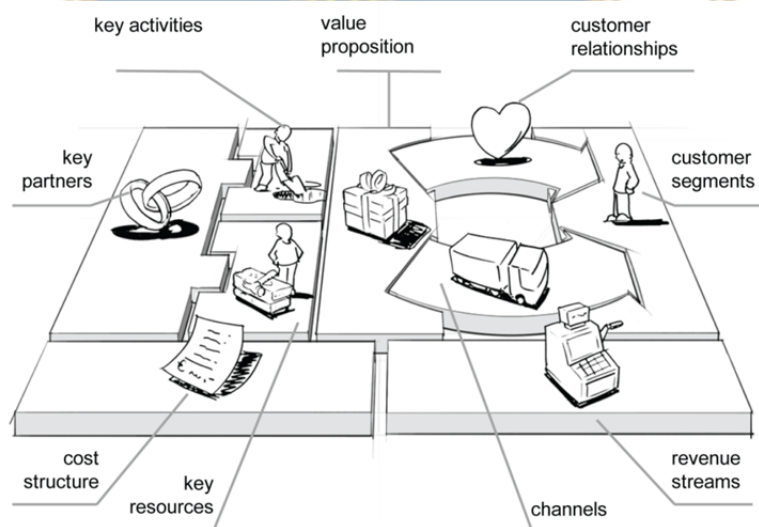 key activities
value
proposition
customer
relationships
key
partners
customer
segments
cost
structure
key
resources
channels
revenue
streams